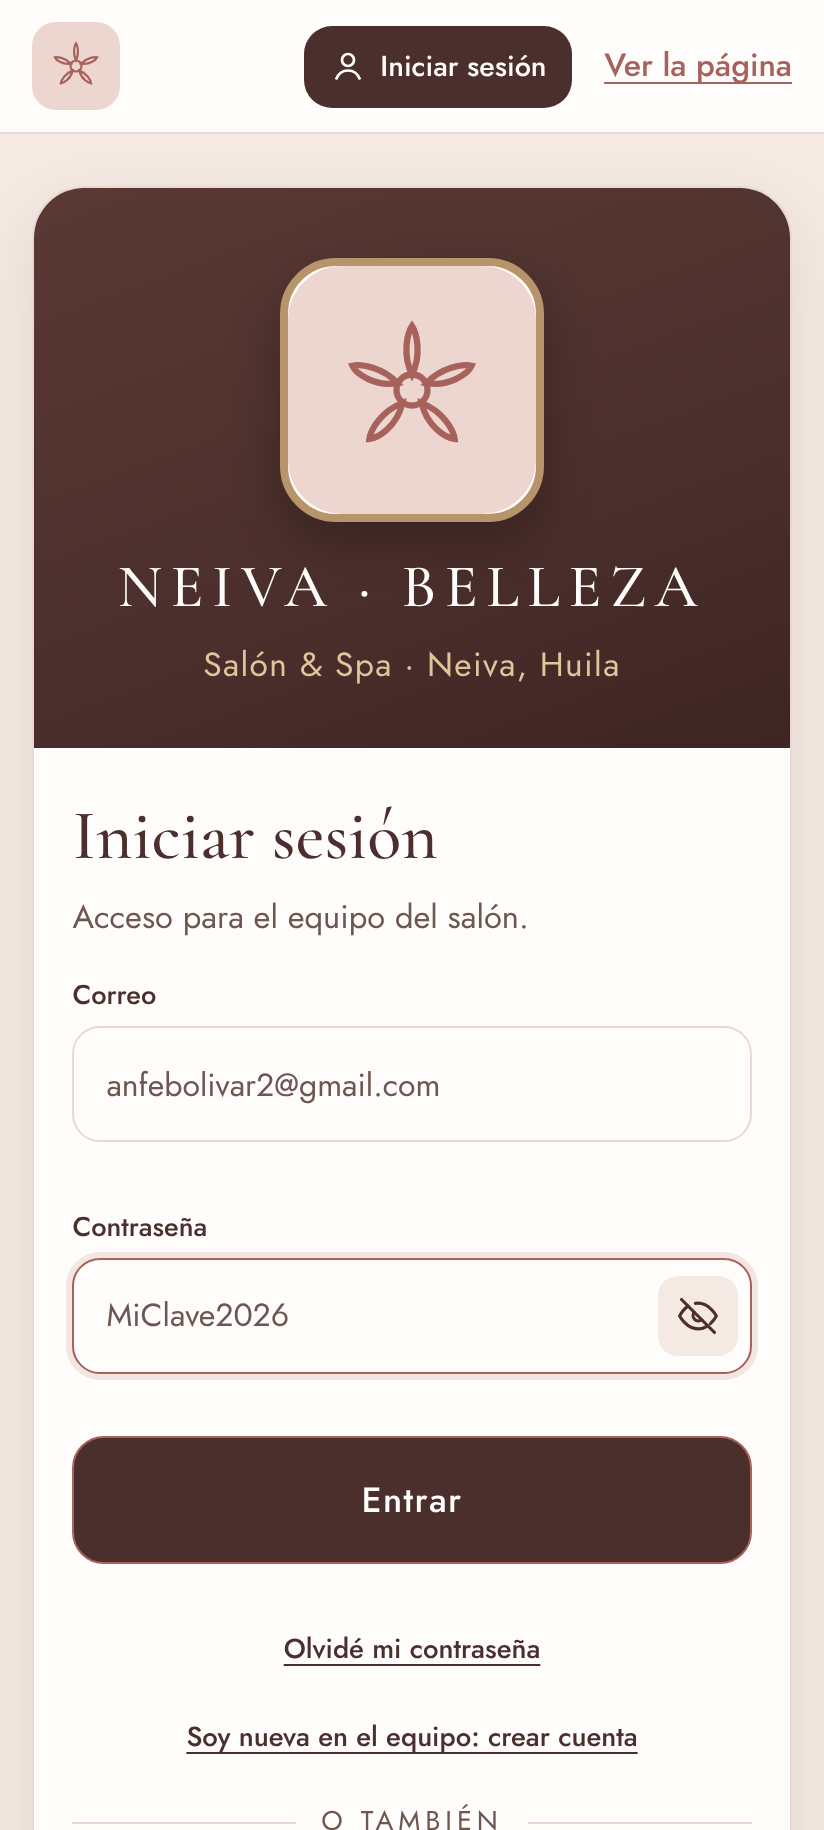 Iniciar sesión
Ver la página
NEIVA · BELLEZA
Salón & Spa · Neiva, Huila
Iniciar sesión
Acceso para el equipo del salón.
Correo
anfebolivar2@gmail.com
Contraseña
MiClave2026
Entrar
Olvidé mi contraseña
Soy nueva en el equipo: crear cuenta
O TAMBIÉN